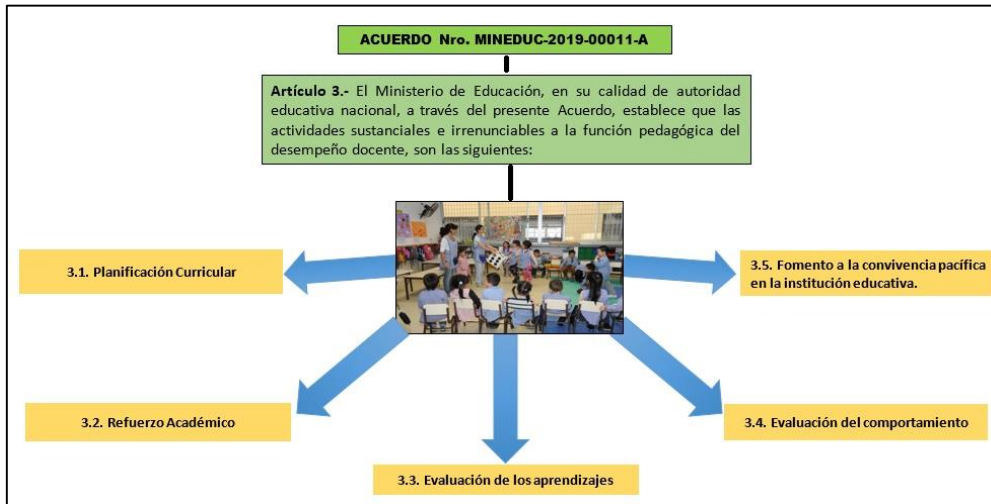 ACUERDO Nro. MINEDUC-2019-00011-A
Artículo 3.- El Ministerio de Educación, en su calidad de autoridad
educativa nacional, a través del presente Acuerdo, establece que las
actividades sustanciales e irrenunciables a la función pedagógica del
desempeño docente, son las siguientes:
3.1. Planificación Curricular
3.5. Fomento a la convivencia pacífica
en la institución educativa.
3.2. Refuerzo Académico
3.4. Evaluación del comportamiento
3.3. Evaluación de los aprendizajes